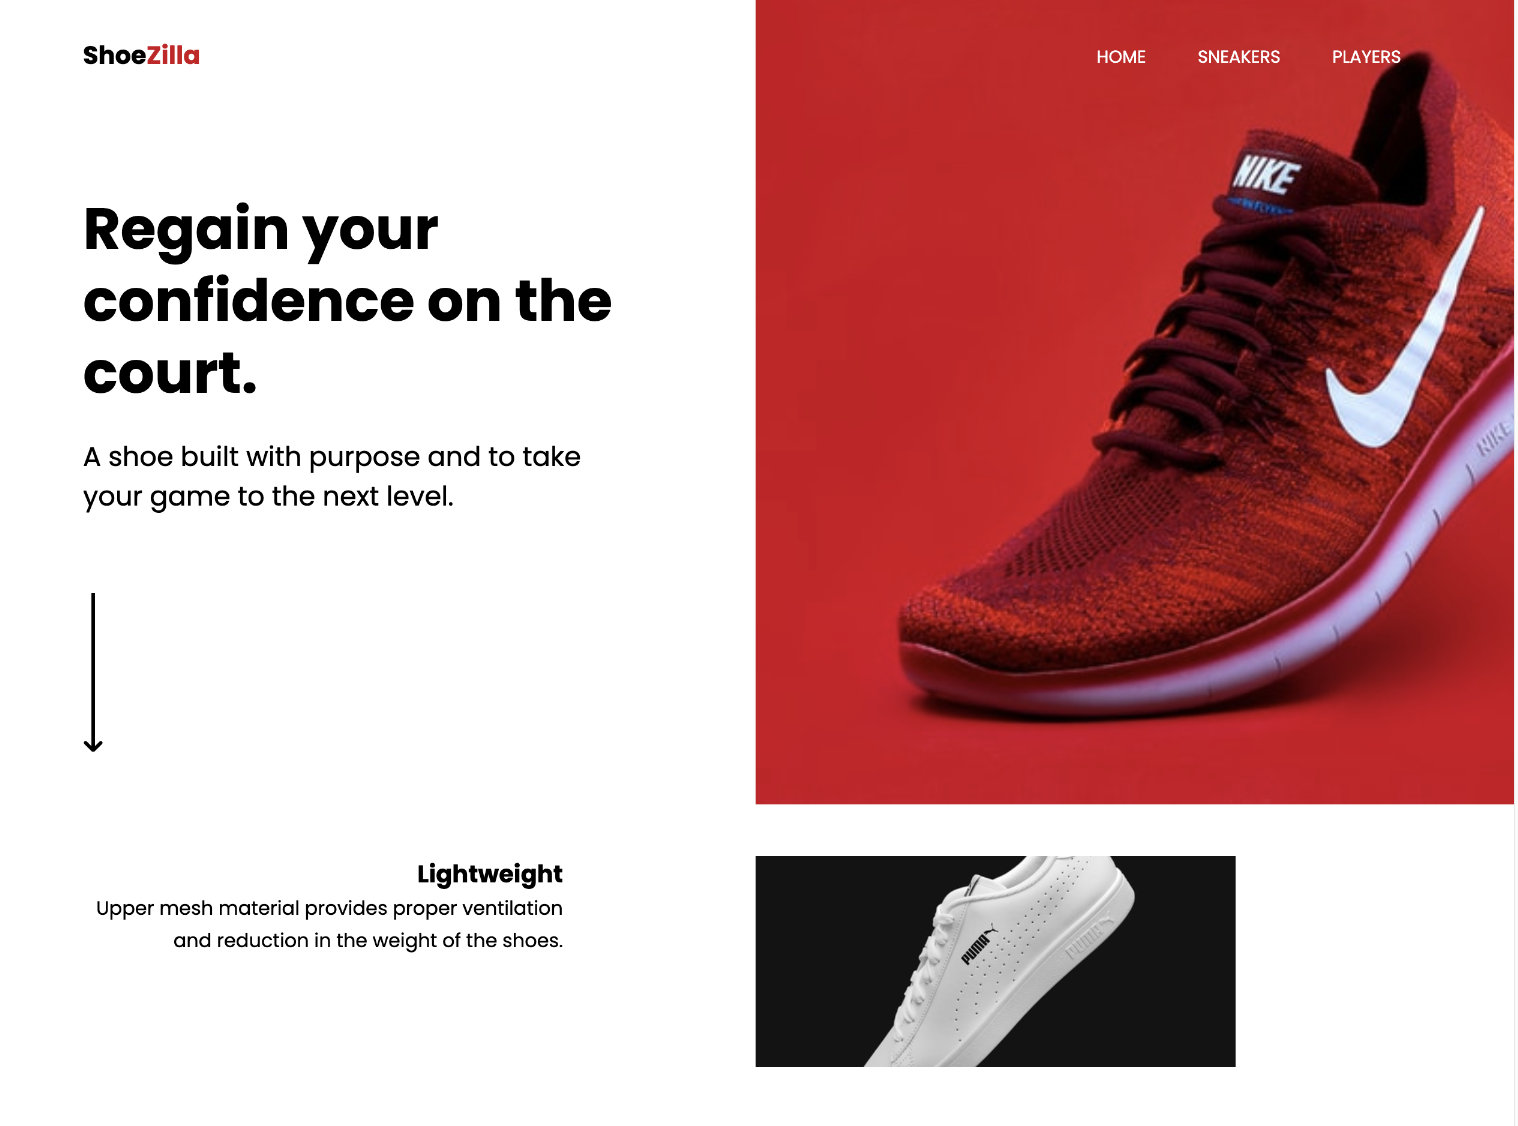 ShoeZilla
HOME SNEAKERS PLAYERS
Regain your
confidence on the
court.
A shoe built with purpose and to take
your game to the next level.
NIKE
NIKE
Lightweight
Upper mesh material provides proper ventilation
and reduction in the weight of the shoes.
PUMA
PUMA